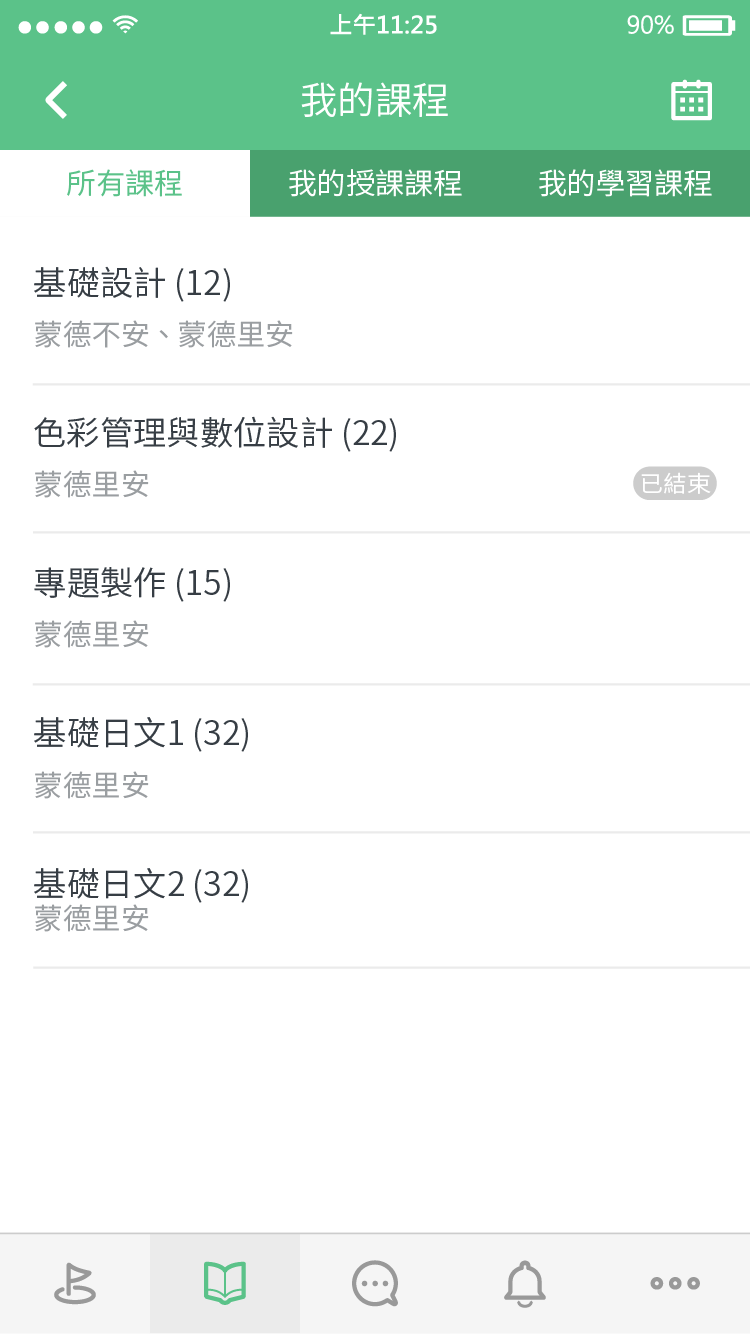 上午11:25
90%
我的課程
所有課程
我的授課課程
我的學習課程
基礎設計 (12)
蒙德不安、蒙德里安
色彩管理與數位設計 (22)
蒙德里安
已結束
專題製作 (15)
蒙德里安
基礎日文1 (32)
蒙德里安
基礎日文2 (32)
蒙德里安